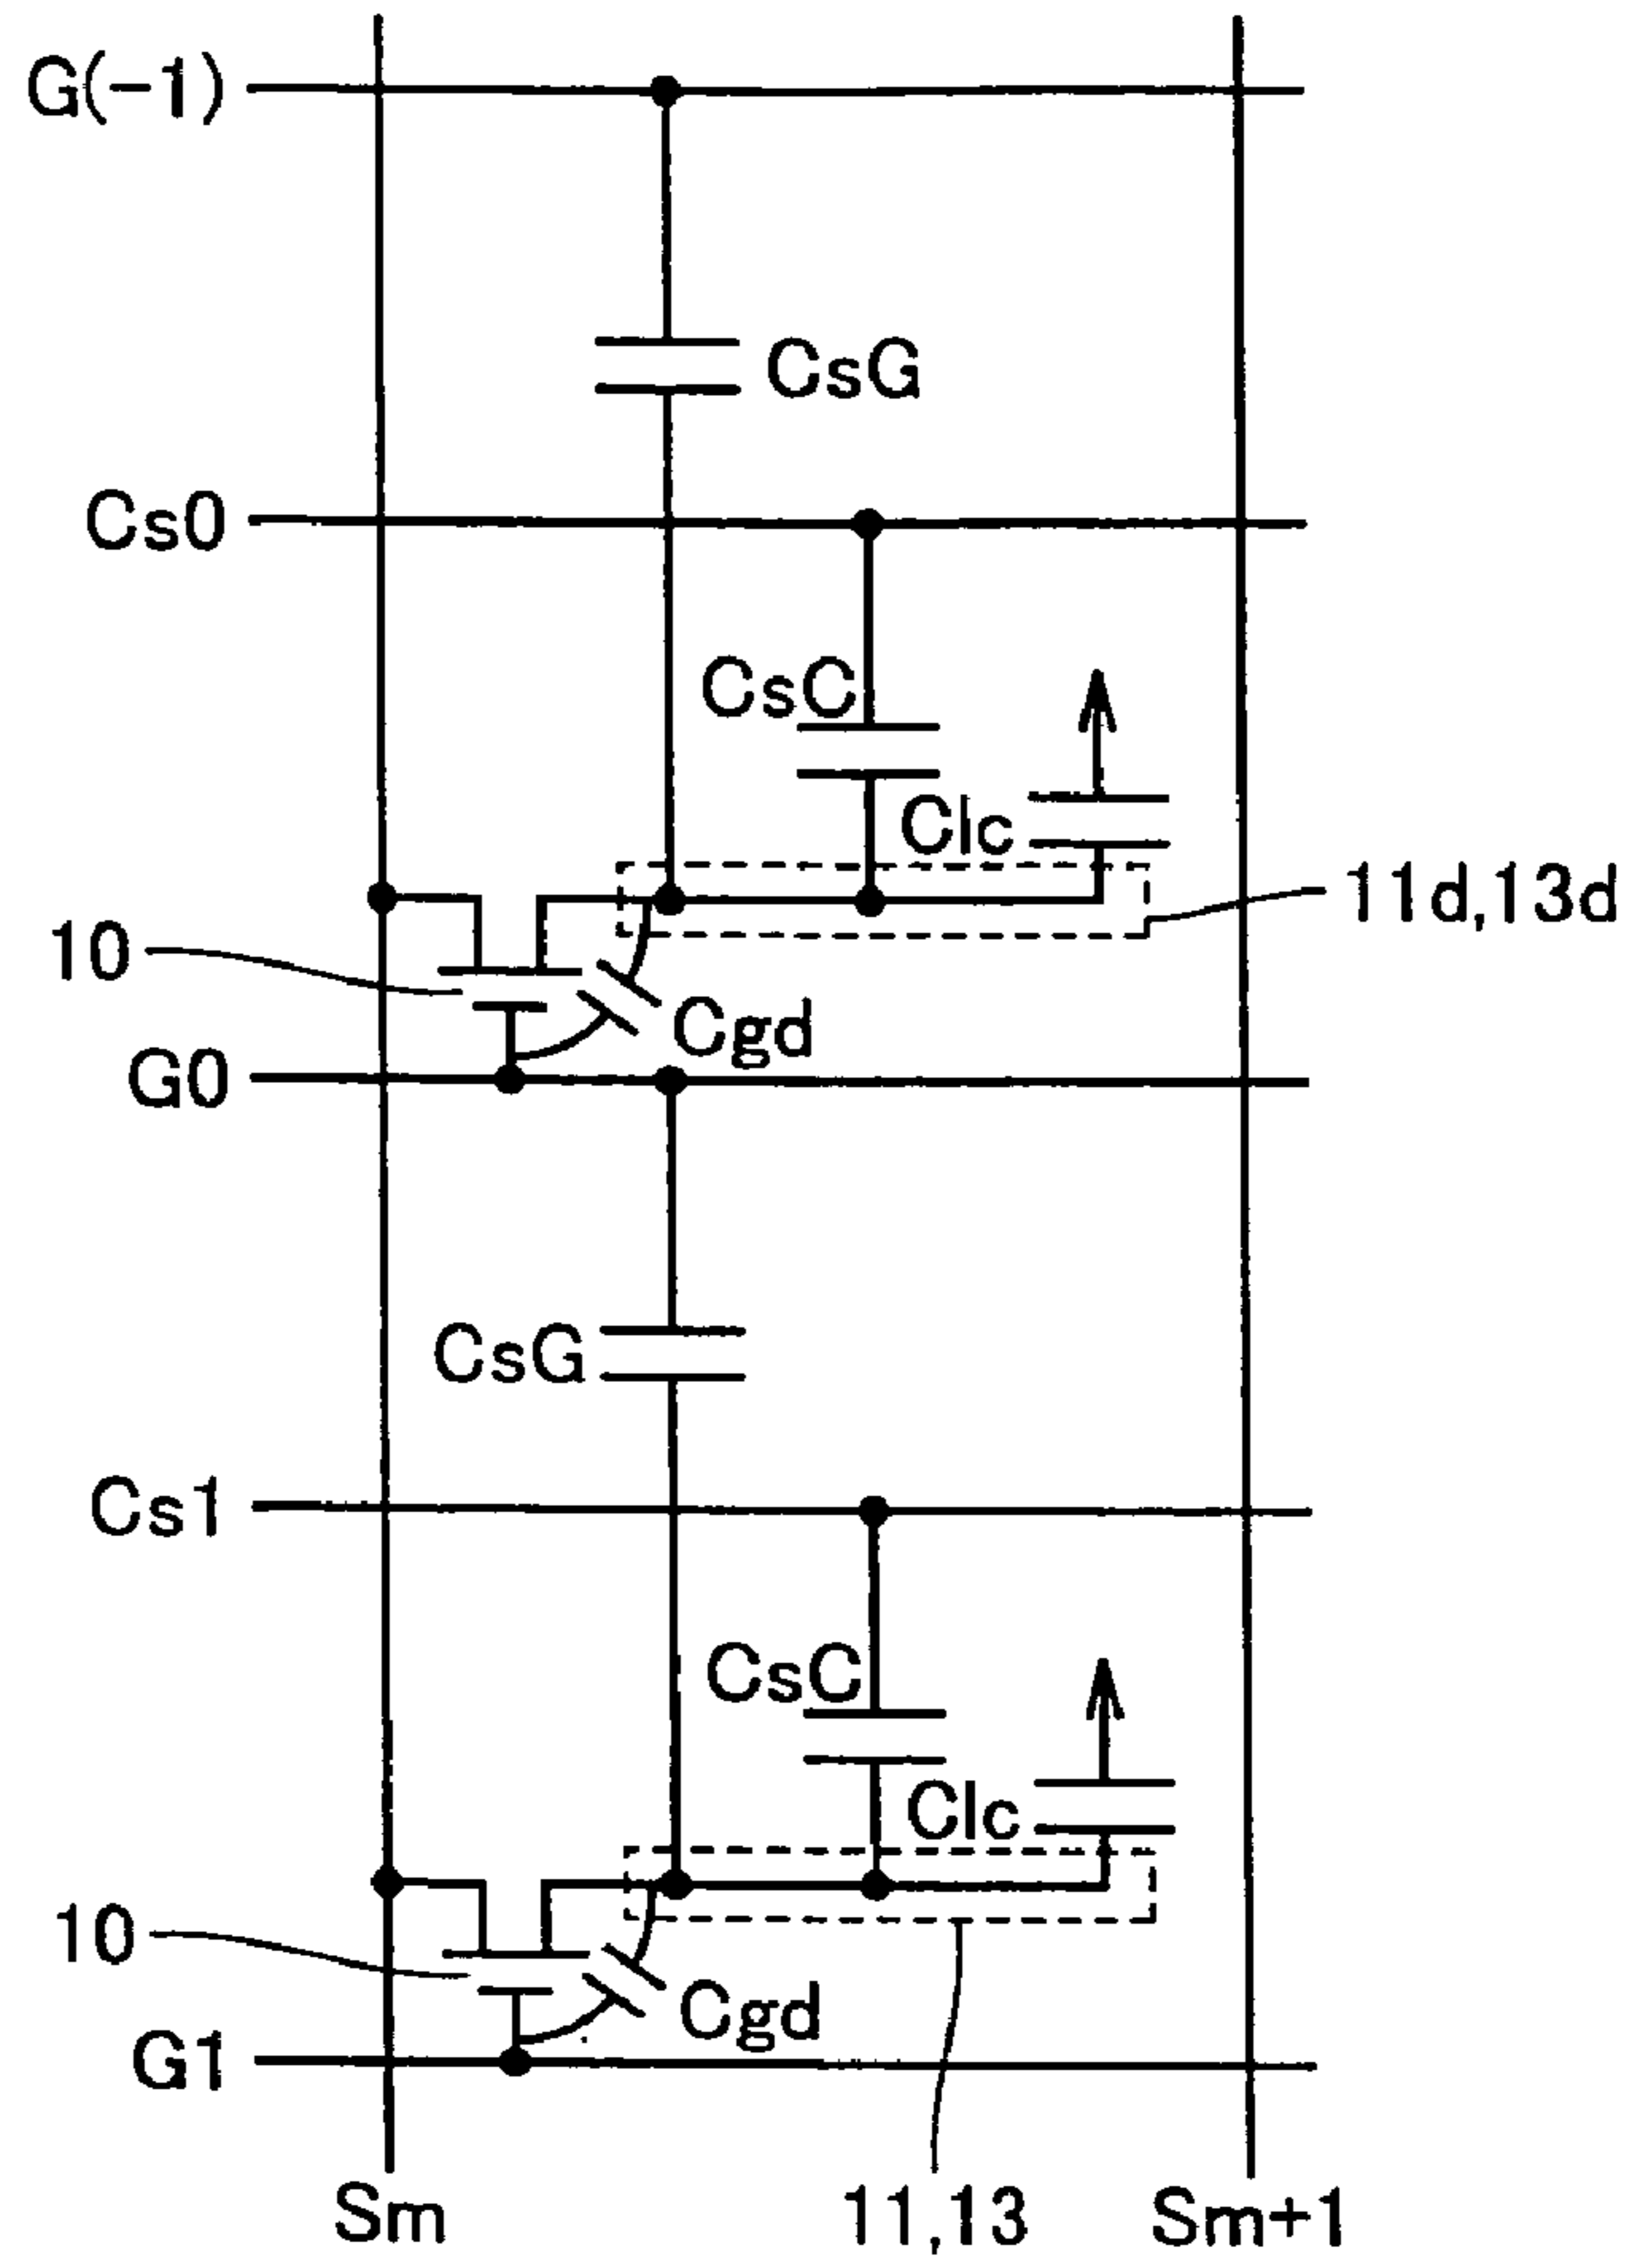 G(-1)
CsG
Cs0
CsC
Clc
11d,13d
10
Cgd
G0
CsG
Cs1
CsC
Clc
10
Cgd
G1
Sm
11,13
Sm+1